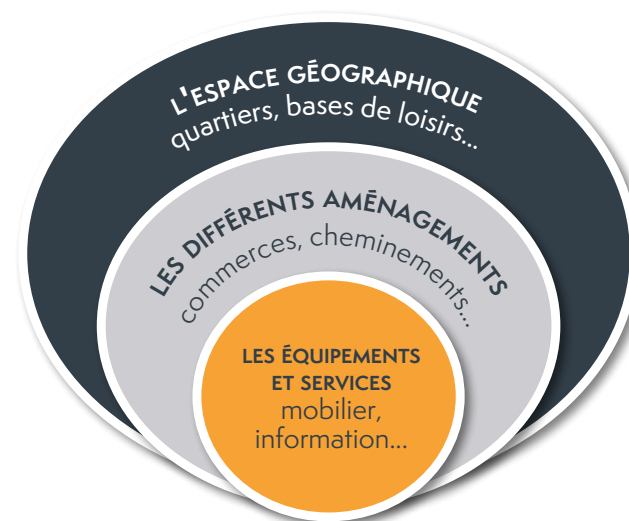 L'ESPACE GÉOGRAPHIQUE
quartiers, bases de loisirs...
LES DIFFÉRENTS AMÉNAGEMENTS
commerces, cheminements...
LES ÉQUIPEMENTS
ET SERVICES
mobilier,
information...